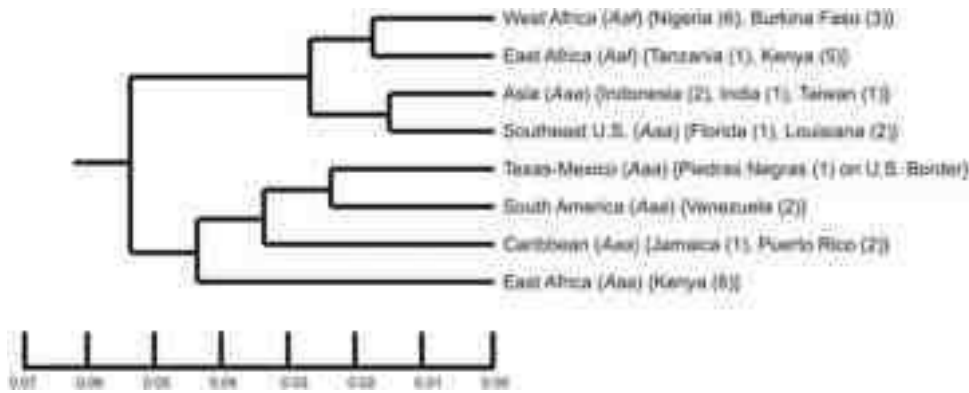 West Africa (Aaf) {Nigeria (6), Burkina Faso (3)}
East Africa (Aaf) {Tanzania (1), Kenya (5)}
Asia (Aaa) {Indonesia (2), India (1), Taiwan (1)}
Southeast U.S. (Aaa) {Florida (1), Louisiana (2)}
Texas-Mexico (Aaa) {Piedras Negras (1) on U.S. Border}
South America (Aaa) {Venezuela (2)}
Caribbean (Aaa) {Jamaica (1), Puerto Rico (2)}
East Africa (Aaa) {Kenya (6)}
0.07 0.06 0.05 0.04 0.03 0.02 0.01 0.00